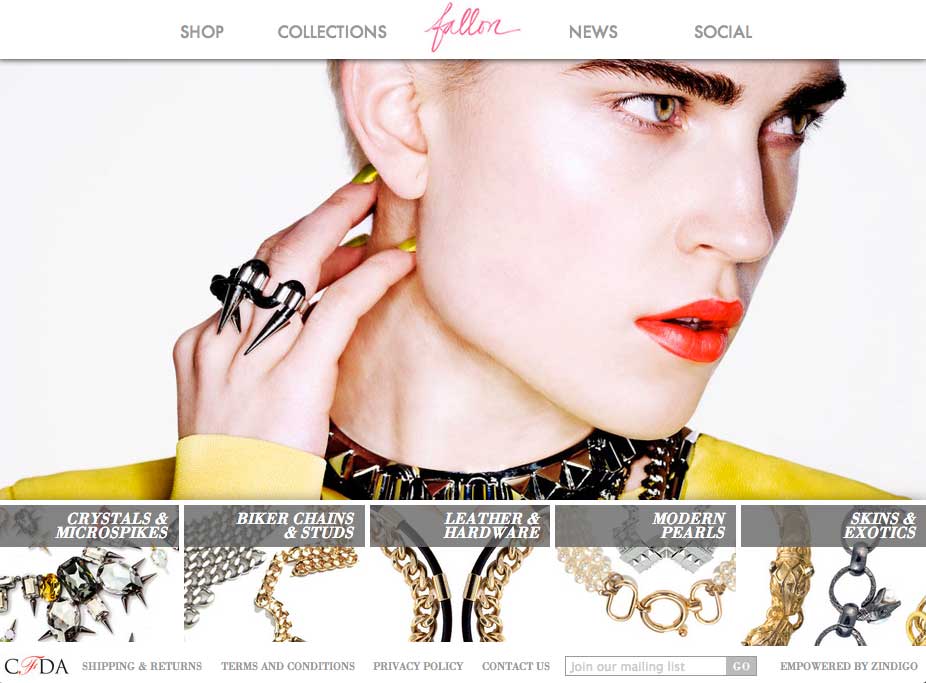 SHOP COLLECTIONS fallon NEWS SOCIAL
CRYSTALS &
MICROSPIKES
BIKER CHAINS
& STUDS
LEATHER &
HARDWARE
MODERN
PEARLS
SKINS &
EXOTICS
CFDA SHIPPING & RETURNS TERMS AND CONDITIONS PRIVACY POLICY CONTACT US Join our mailing list GO EMPOWERED BY ZINDIGO